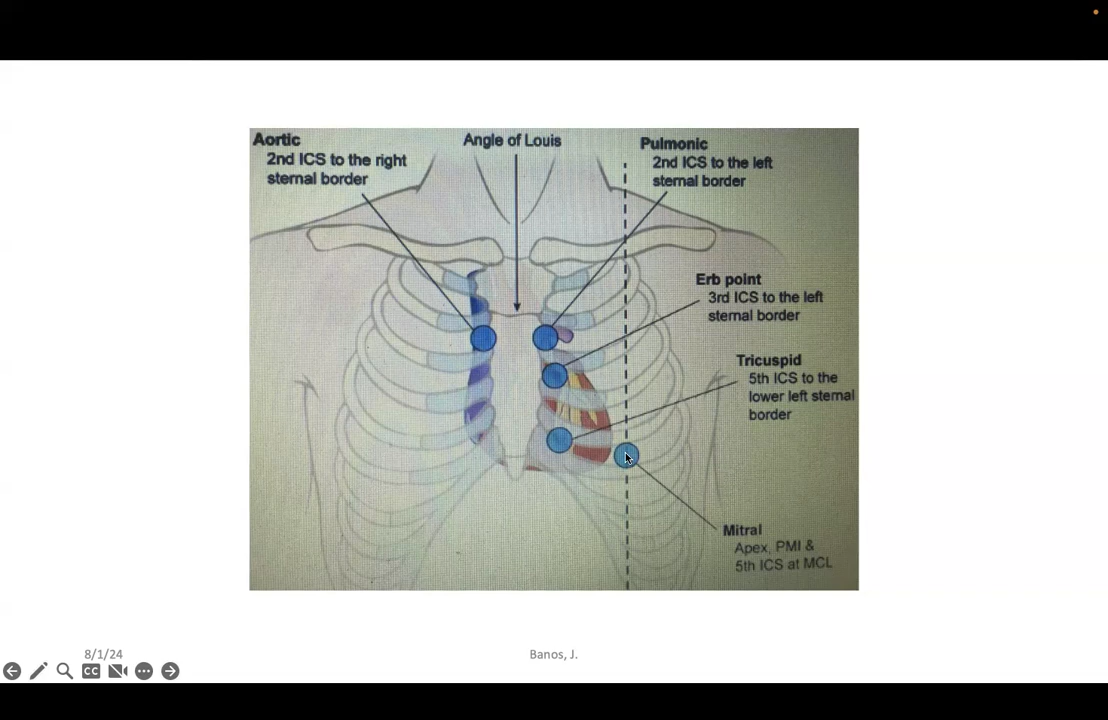 Aortic
2nd ICS to the right
sternal border
Angle of Louis
Pulmonic
2nd ICS to the left
sternal border
Erb point
3rd ICS to the left
sternal border
Tricuspid
5th ICS to the
lower left sternal
border
Mitral
Apex, PMI &
5th ICS at MCL
8/1/24
Banos, J.
CC